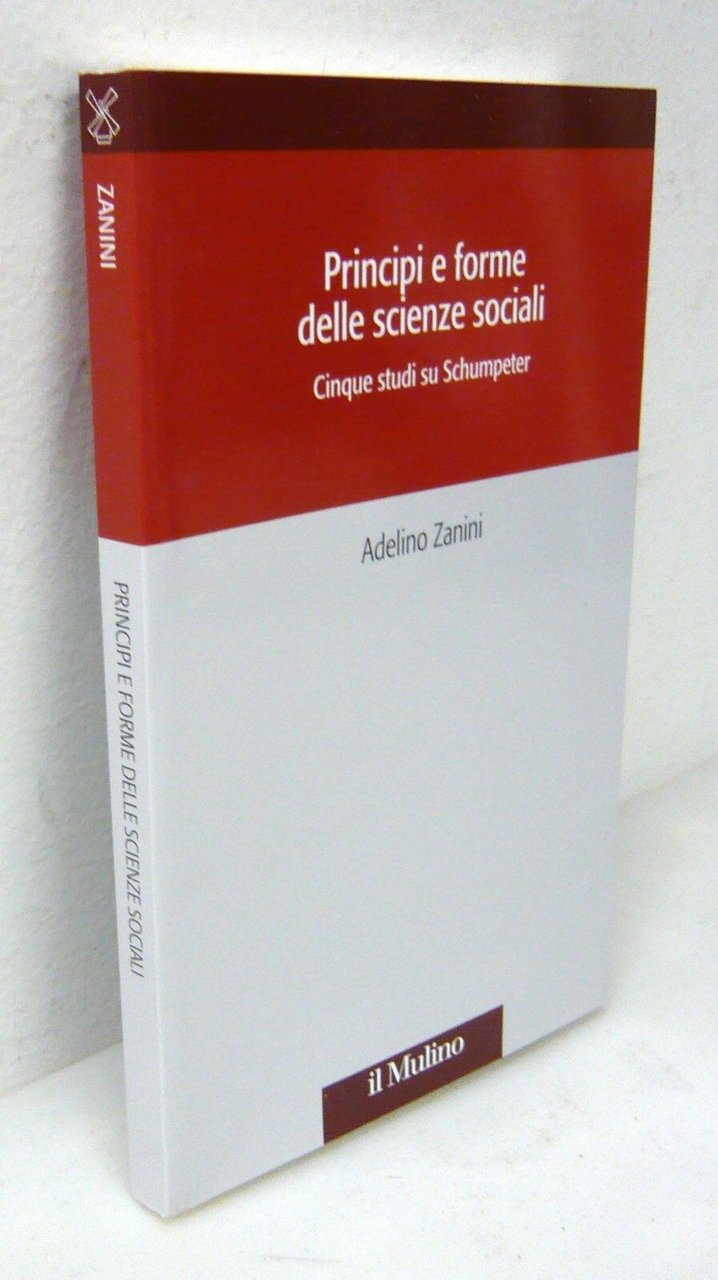 ZANINI
PRINCIPI E FORME DELLE SCIENZE SOCIALI
Principi e forme
delle scienze sociali
Cinque studi su Schumpeter
Adelino Zanini
il Mulino